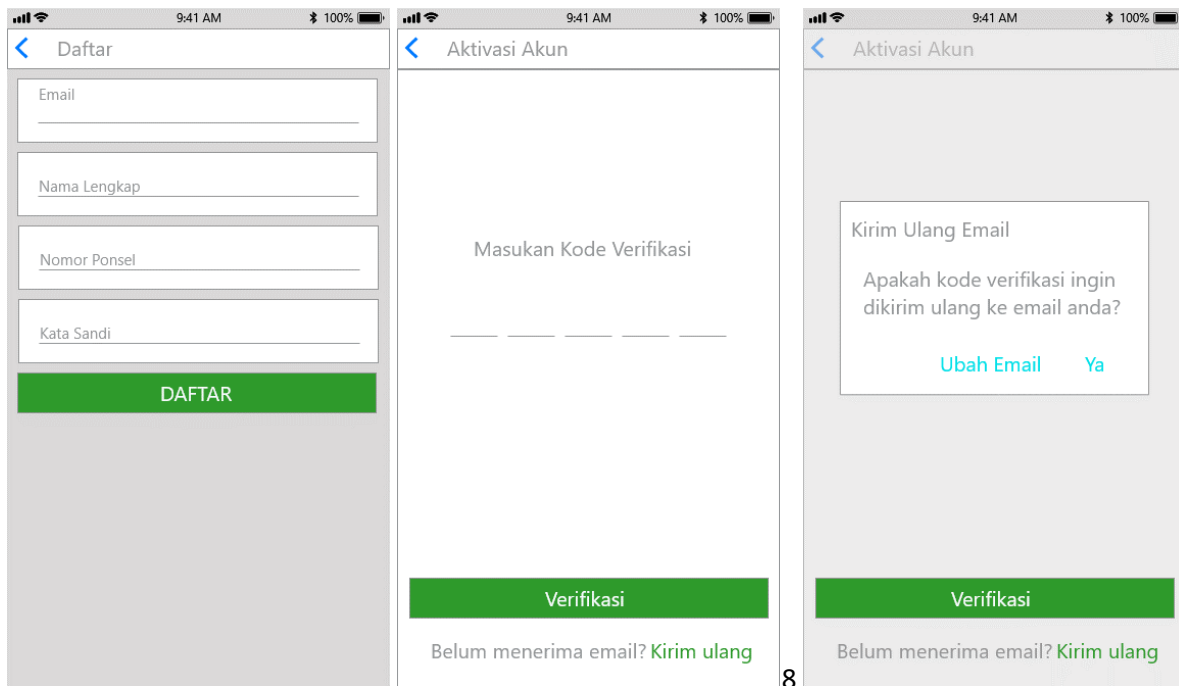 9:41 AM
100%
Daftar
Email
Nama Lengkap
Nomor Ponsel
Kata Sandi
DAFTAR
9:41 AM
100%
Aktivasi Akun
Masukan Kode Verifikasi
Verifikasi
Belum menerima email? Kirim ulang
8
9:41 AM
100%
Aktivasi Akun
Kirim Ulang Email
Apakah kode verifikasi ingin
dikirim ulang ke email anda?
Ubah Email Ya
Verifikasi
Belum menerima email? Kirim ulang